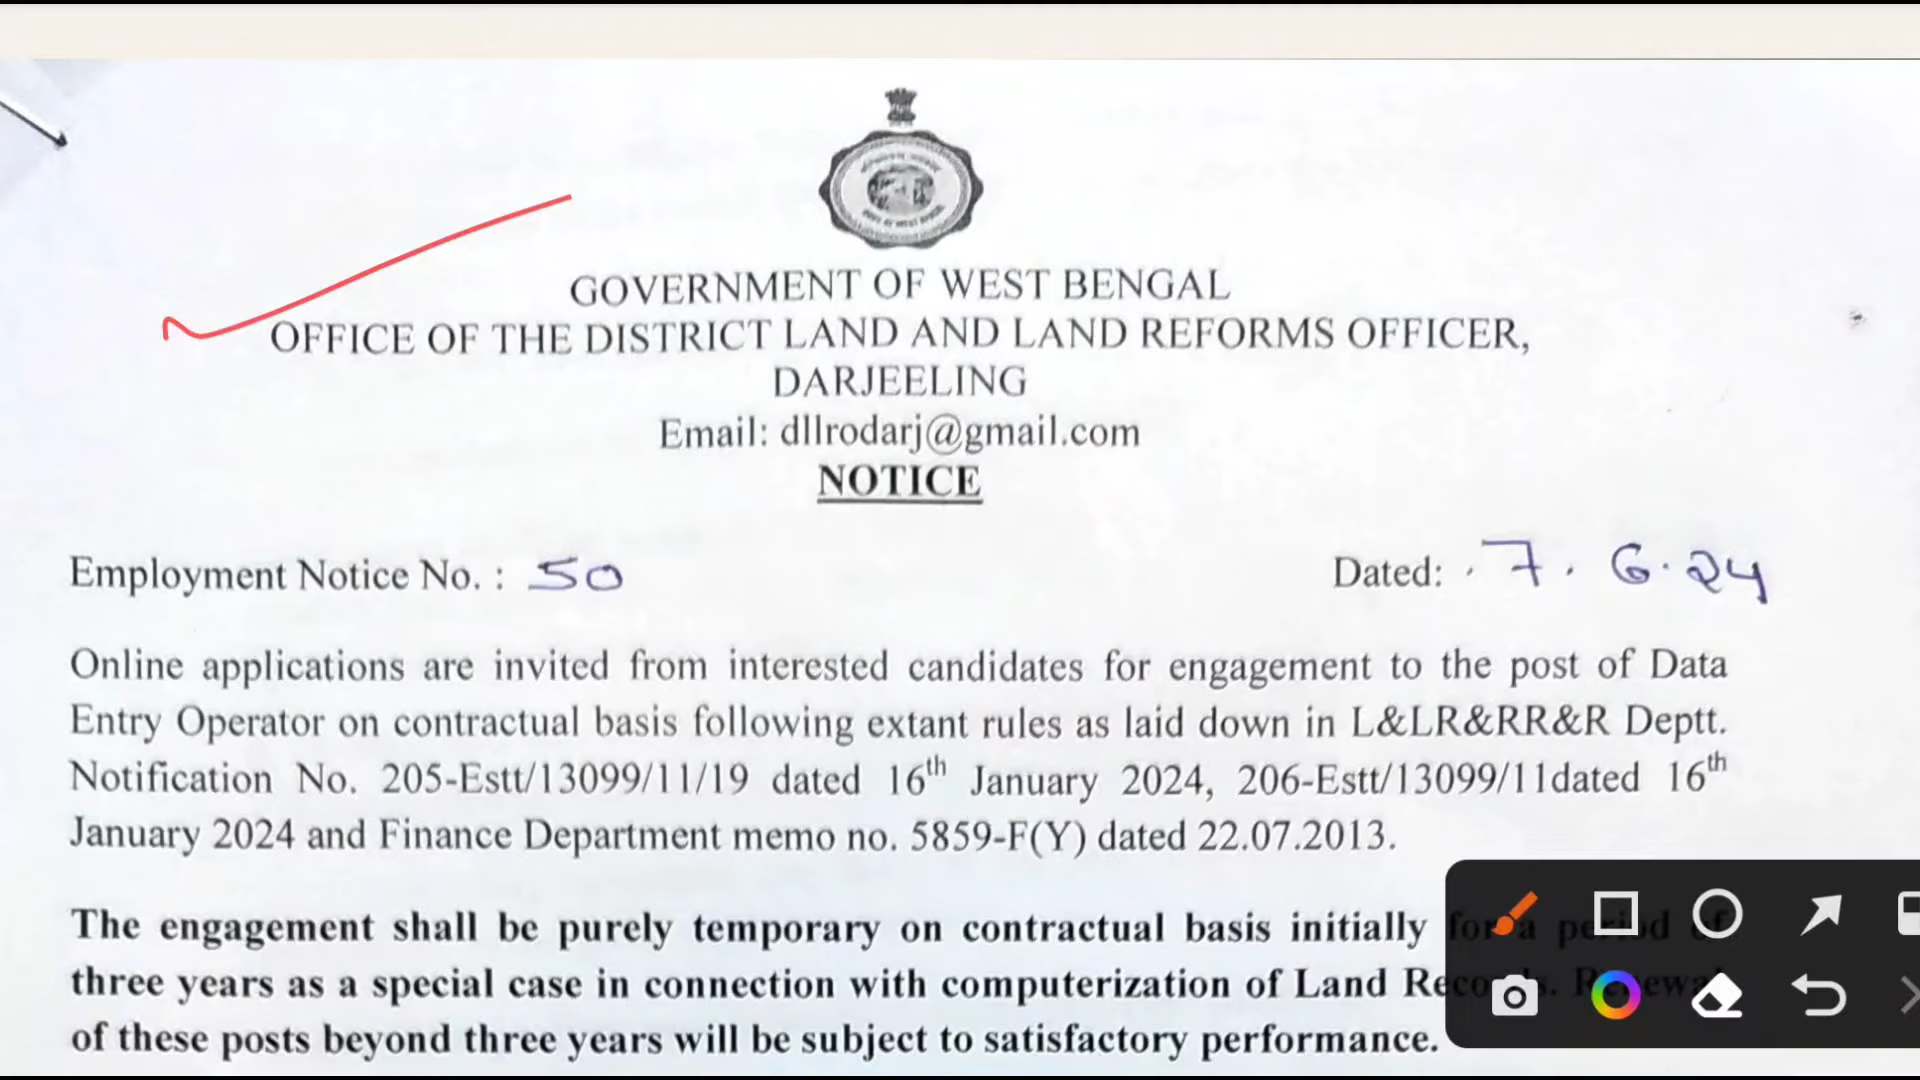 GOVERNMENT OF WEST BENGAL
OFFICE OF THE DISTRICT LAND AND LAND REFORMS OFFICER,
DARJEELING
Email: dllrodarj@gmail.com
NOTICE
Employment Notice No. : 50
Dated: . 7 . 6 . 24
Online applications are invited from interested candidates for engagement to the post of Data
Entry Operator on contractual basis following extant rules as laid down in L&LR&RR&R Deptt.
Notification No. 205-Estt/13099/11/19 dated 16th January 2024, 206-Estt/13099/11dated 16th
January 2024 and Finance Department memo no. 5859-F(Y) dated 22.07.2013.
The engagement shall be purely temporary on contractual basis initially for a period of
three years as a special case in connection with computerization of Land Records. Renewal
of these posts beyond three years will be subject to satisfactory performance.